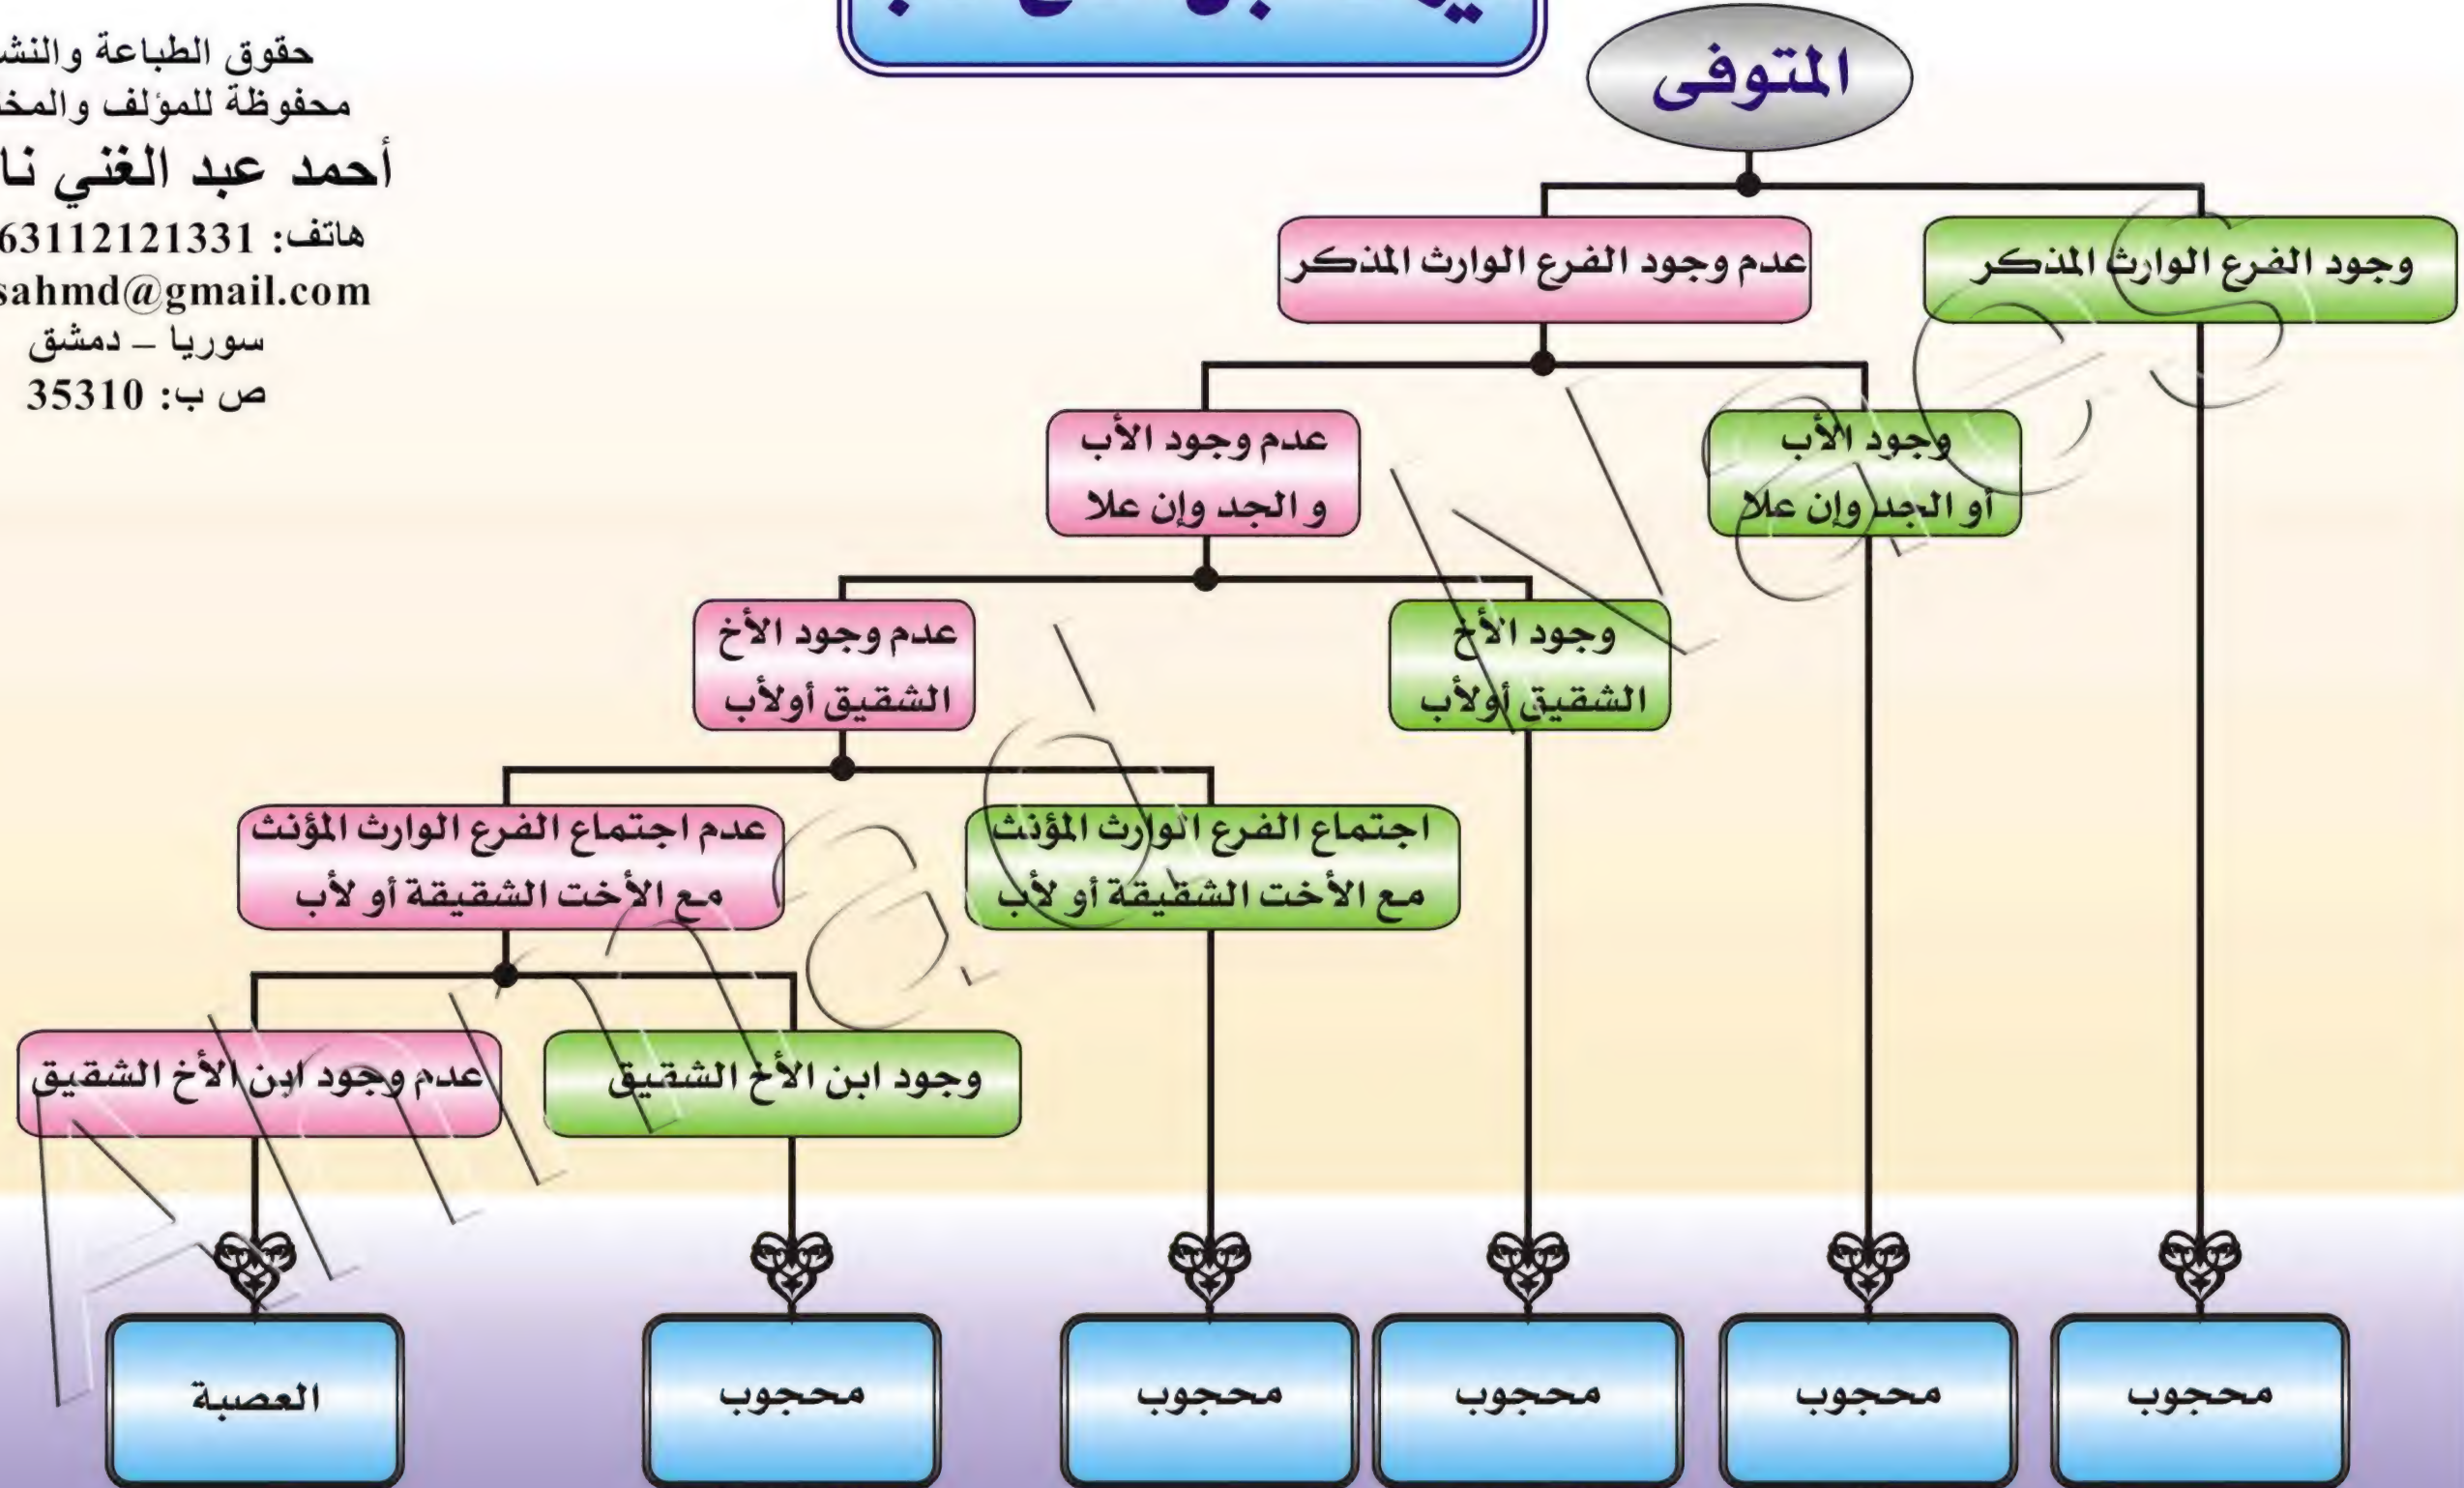 المتوفى
حقوق الطباعة والنشر
محفوظة للمؤلف
أحمد عبد الغني
هاتف: 63112121331
sahmd@gmail.com
سوريا – دمشق
ص ب: 35310
وجود الفرع الوارث المذكر
عدم وجود الفرع الوارث المذكر
وجود الأب
أو الجد وإن علا
عدم وجود الأب
و الجد وإن علا
وجود الأخ
الشقيق أولأب
عدم وجود الأخ
الشقيق أولأب
اجتماع الفرع الوارث المؤنث
مع الأخت الشقيقة أو لأب
عدم اجتماع الفرع الوارث المؤنث
مع الأخت الشقيقة أو لأب
وجود ابن الأخ الشقيق
عدم وجود ابن الأخ الشقيق
محجوب
محجوب
محجوب
محجوب
محجوب
العصبة